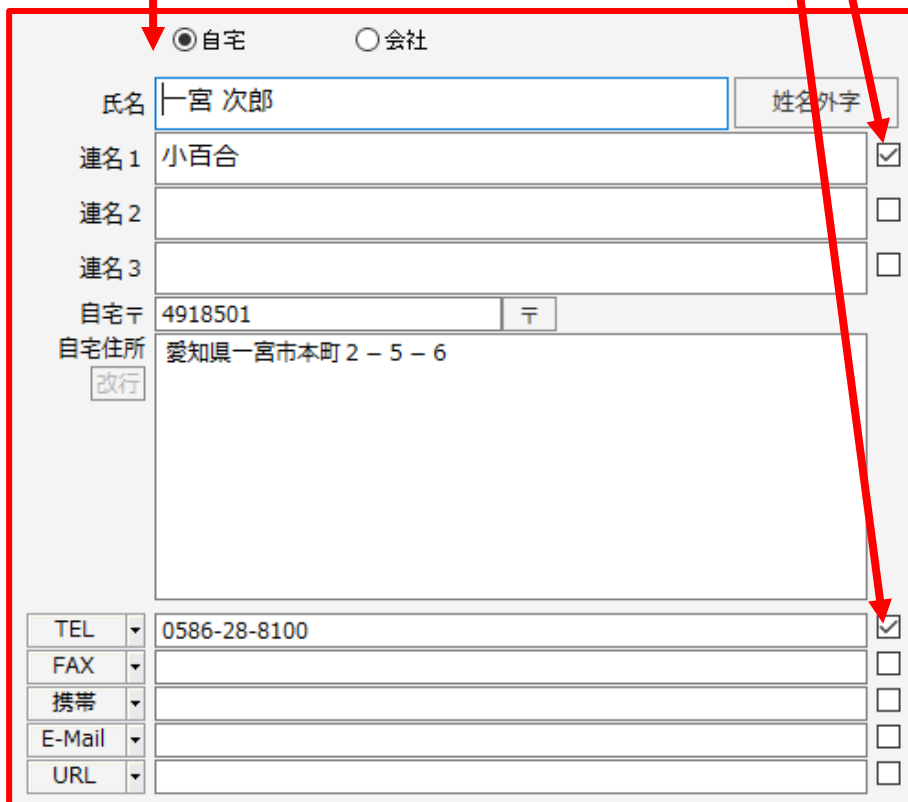 自宅 会社
氏名 一宮 次郎 姓名外字
連名1 小百合
連名2
連名3
自宅〒 4918501 〒
自宅住所 愛知県一宮市本町2－5－6
改行
TEL 0586-28-8100
FAX
携帯
E-Mail
URL